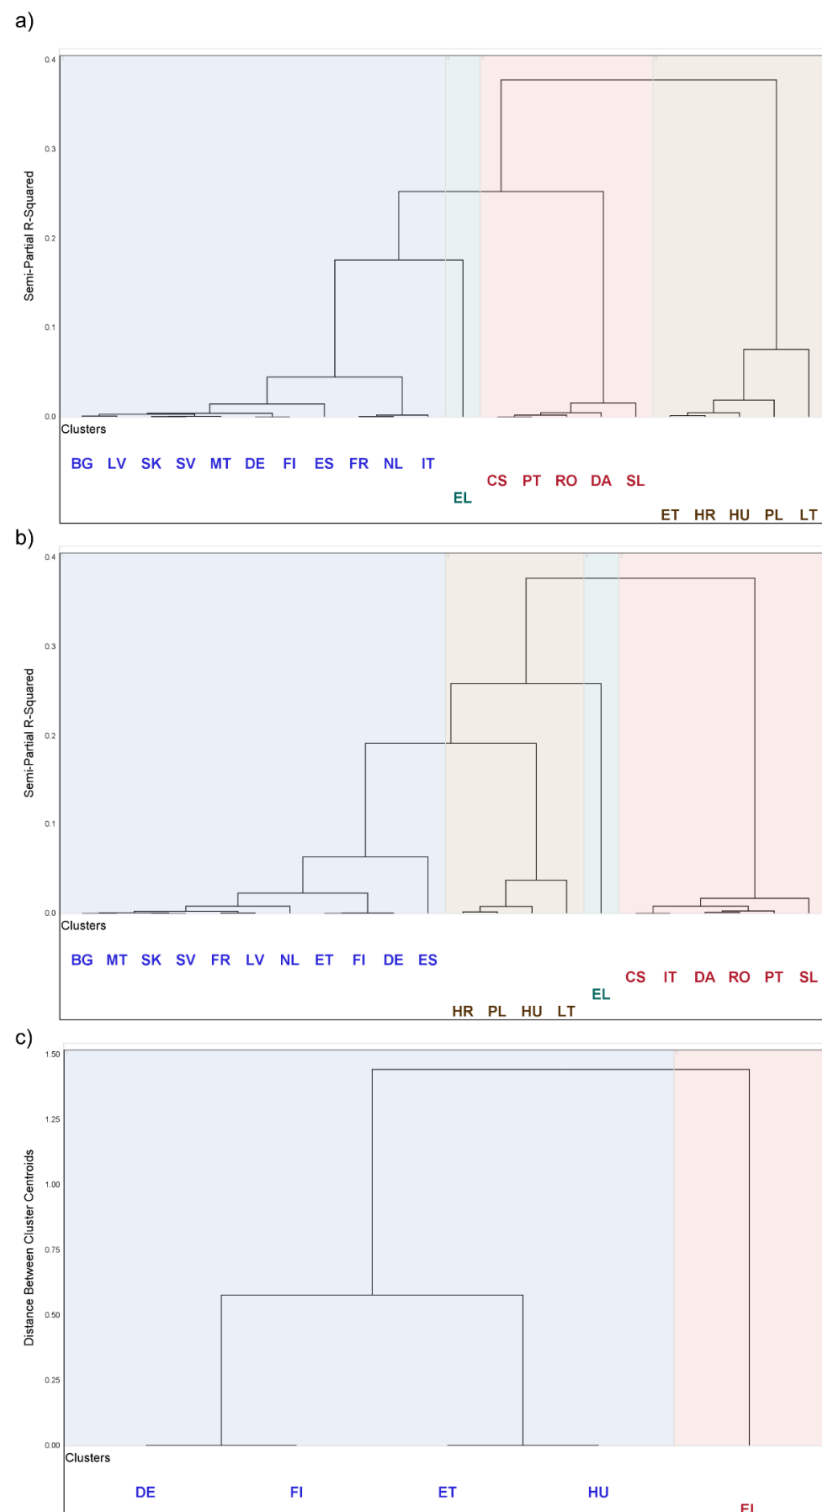 a)
0.4
0.3
Semi-Partial R-Squared
0.2
0.1
0.0
Clusters
BG LV SK SV MT DE FI ES FR NL IT
EL
CS PT RO DA SL
ET HR HU PL LT
b)
0.4
0.3
Semi-Partial R-Squared
0.2
0.1
0.0
Clusters
BG MT SK SV FR LV NL ET FI DE ES
CS IT DA RO PT SL
EL
HR PL HU LT
c)
1.50
1.25
1.00
Distance Between Cluster Centroids
0.75
0.50
0.25
0.00
Clusters
DE FI ET HU
EL